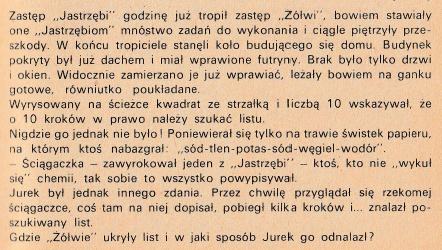 Zastęp „Jastrzębi" godzinę już tropił zastęp „Żółwi", bowiem stawiały
one „Jastrzębiom" mnóstwo zadań do wykonania i ciągle piętrzyły prze-
szkody. W końcu tropiciele stanęli koło budującego się domu. Budynek
pokryty był już dachem i miał wprawione futryny. Brak było tylko drzwi
i okien. Widocznie zamierzano je już wprawiać, leżały bowiem na ganku
gotowe, równiutko poukładane.
Wyrysowany na ścieżce kwadrat ze strzałką i liczbą 10 wskazywał, że
o 10 kroków w prawo należy szukać listu.
Nigdzie go jednak nie było! Poniewierał się tylko na trawie świstek papieru,
na którym ktoś nabazgrał: „sód-tlen-potas-sód-węgiel-wodór".
– Ściągaczka – zawyrokował jeden z „Jastrzębi" – ktoś, kto nie „wykuł
się" chemii, tak sobie to wszystko powypisywał.
Jurek był jednak innego zdania. Przez chwilę przyglądał się rzekomej
ściągaczce, coś tam na niej dopisał, pobiegł kilka kroków i... znalazł po-
szukiwany list.
Gdzie „Żółwie" ukryły list i w jaki sposób Jurek go odnalazł?